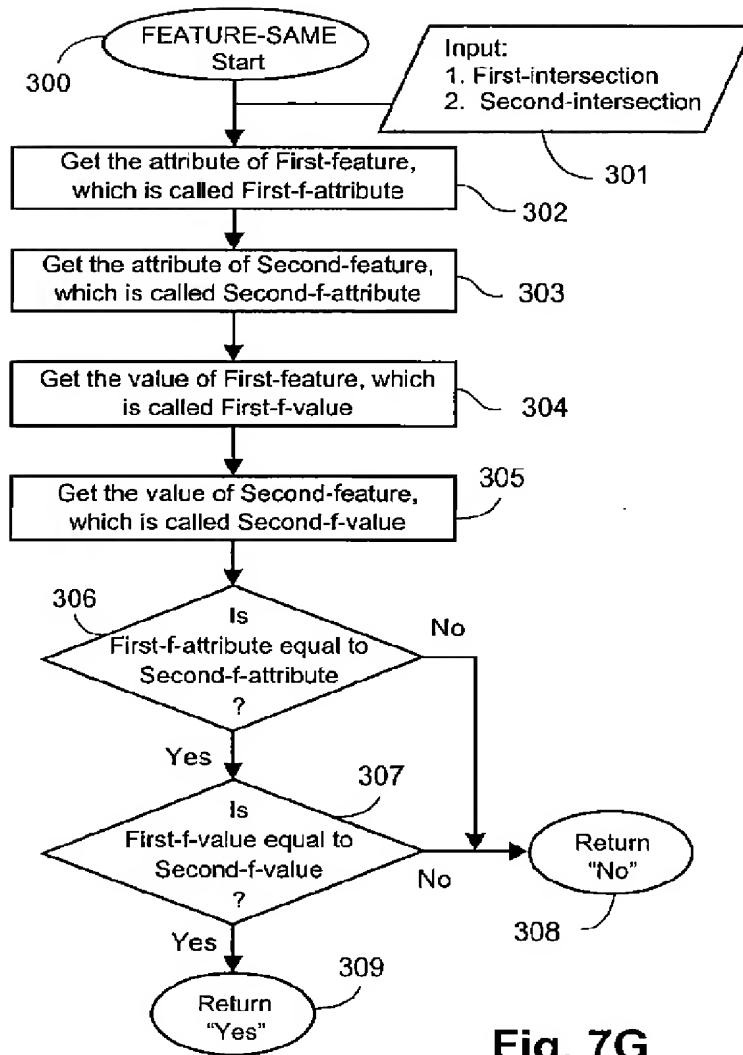 FEATURE-SAME
Start
300
Input:
1. First-intersection
2. Second-intersection
301
Get the attribute of First-feature,
which is called First-f-attribute
302
Get the attribute of Second-feature,
which is called Second-f-attribute
303
Get the value of First-feature, which
is called First-f-value
304
Get the value of Second-feature,
which is called Second-f-value
305
306
Is
First-f-attribute equal to
Second-f-attribute
?
No
Yes
307
Is
First-f-value equal to
Second-f-value
?
No
Return
"No"
308
Yes
309
Return
"Yes"
Fig. 7G